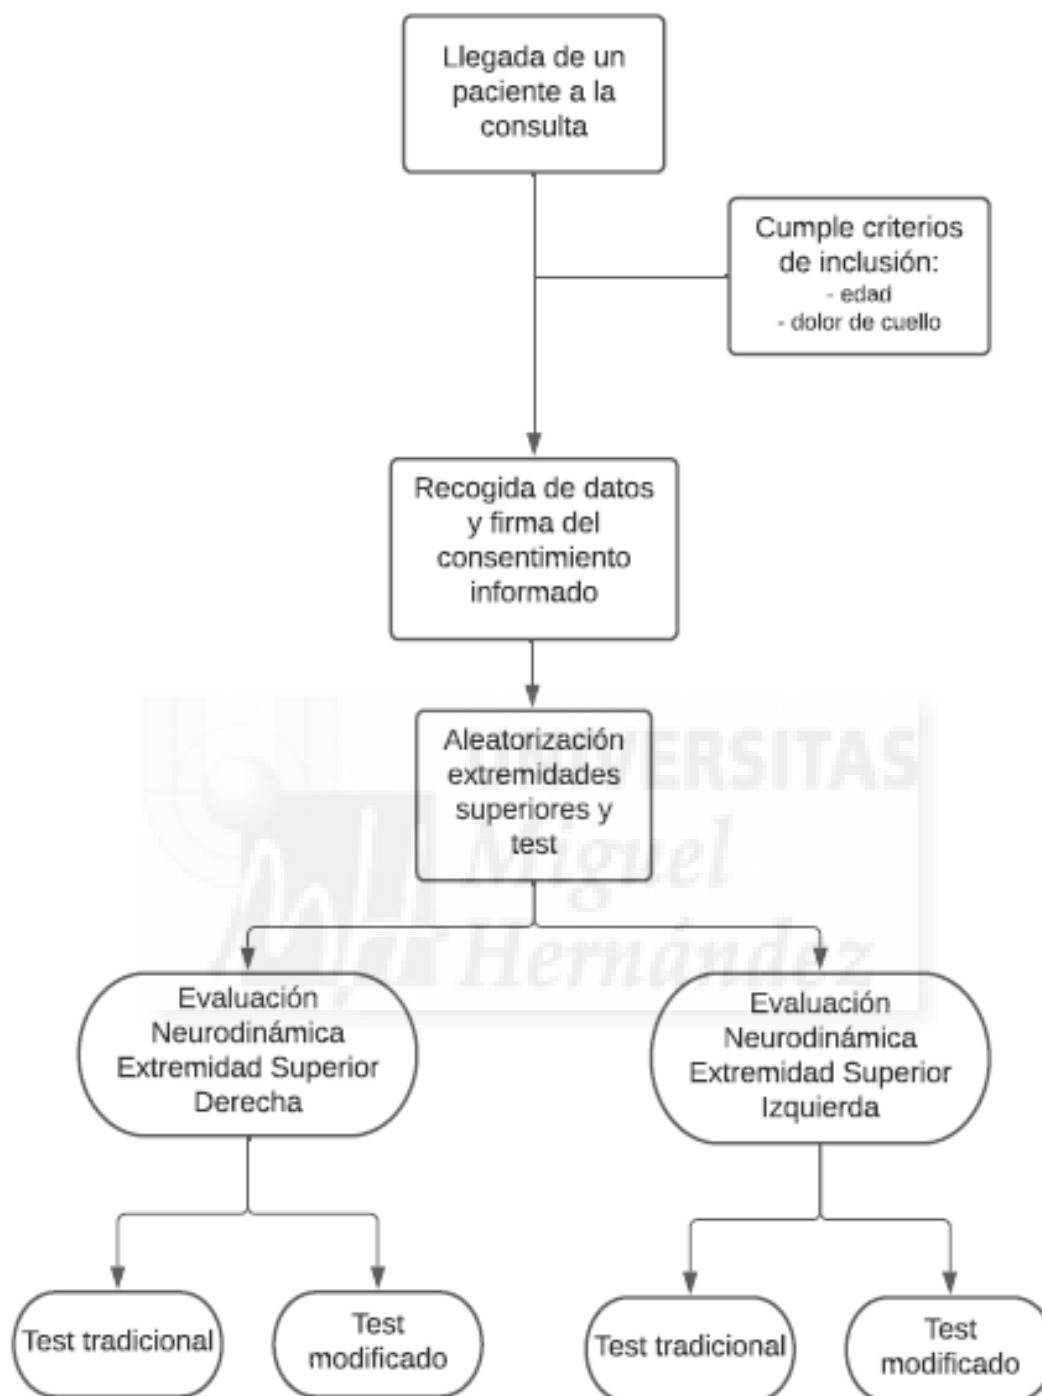 Llegada de un
paciente a la
consulta
Cumple criterios
de inclusión:
- edad
- dolor de cuello
Recogida de datos
y firma del
consentimiento
informado
Aleatorización
extremidades
superiores y
test
UNIVERSITAS
Miguel
Hernández
Evaluación
Neurodinámica
Extremidad Superior
Derecha
Evaluación
Neurodinámica
Extremidad Superior
Izquierda
Test tradicional
Test
modificado
Test tradicional
Test
modificado